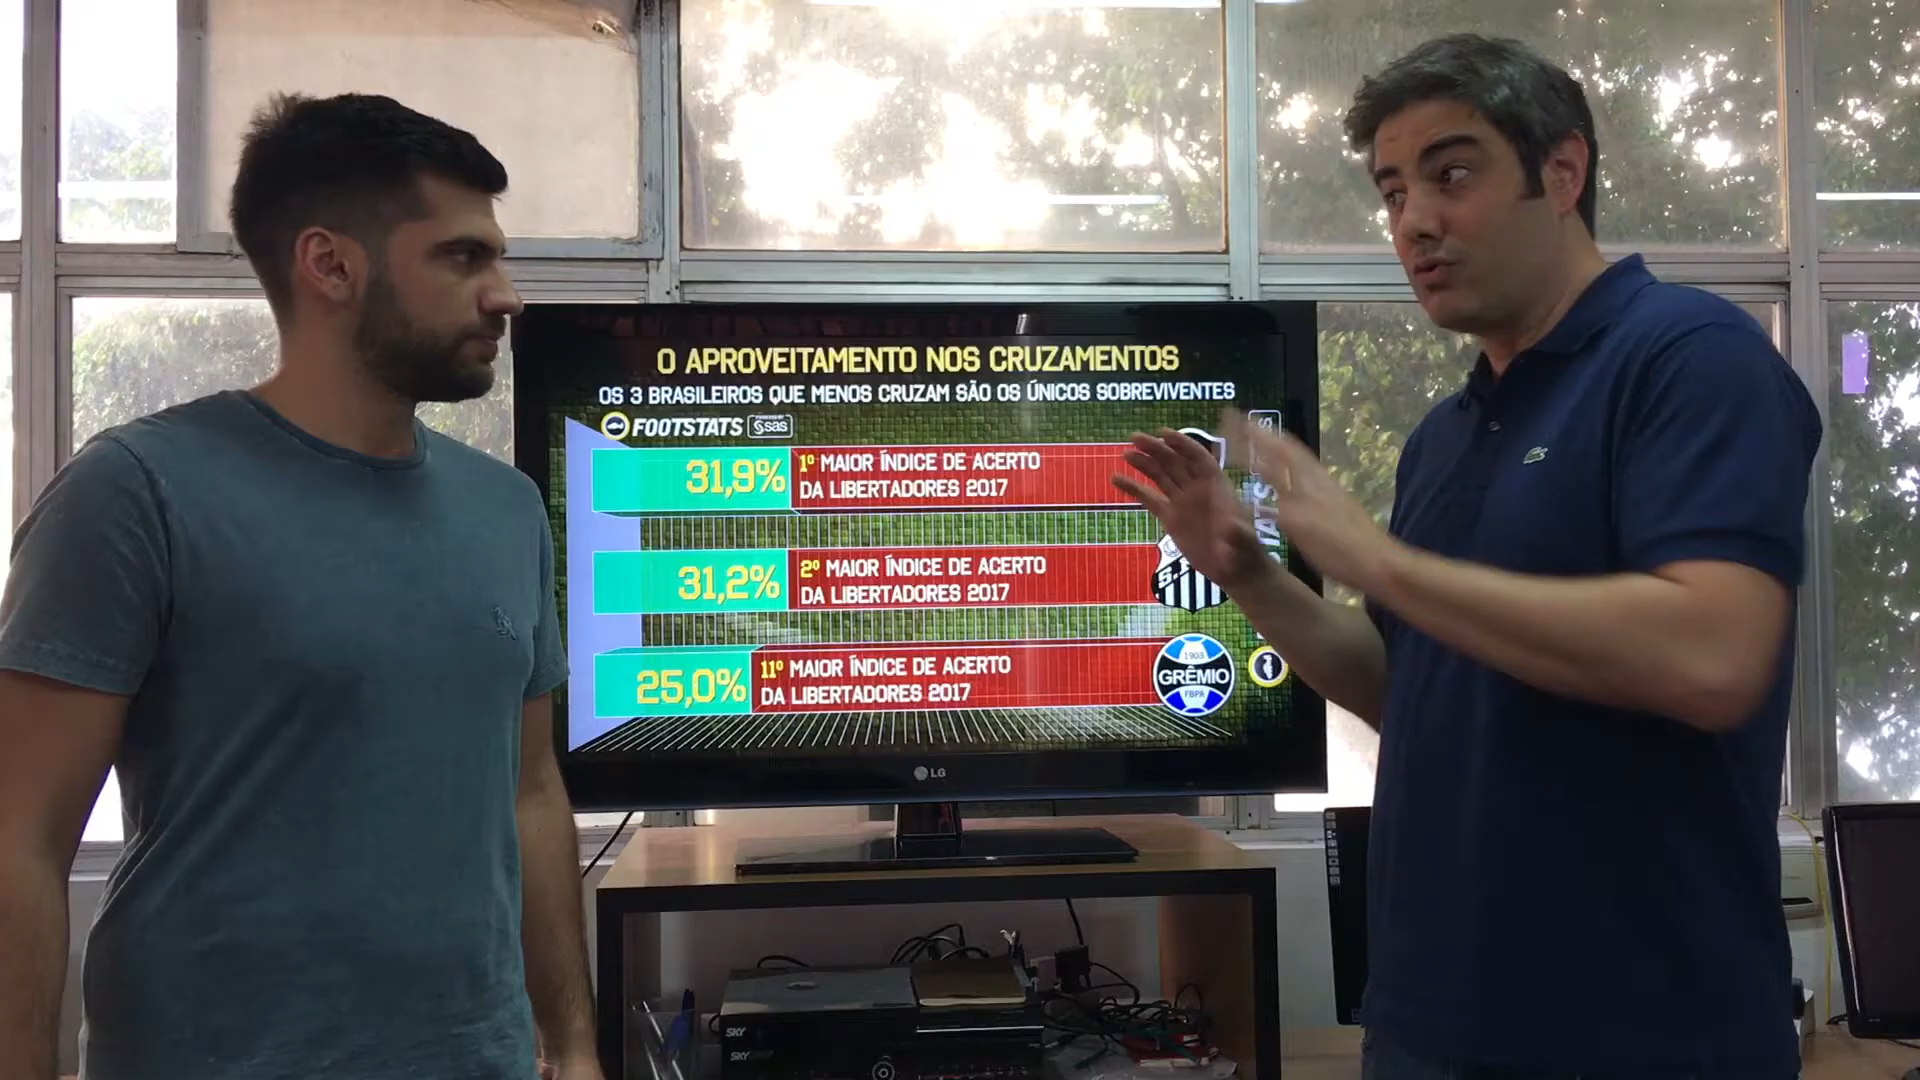 O APROVEITAMENTO NOS CRUZAMENTOS
OS 3 BRASILEIROS QUE MENOS CRUZAM SÃO OS ÚNICOS SOBREVIVENTES
FOOTSTATS
sas
31,9%
1º MAIOR ÍNDICE DE ACERTO
DA LIBERTADORES 2017
31,2%
2º MAIOR ÍNDICE DE ACERTO
DA LIBERTADORES 2017
25,0%
11º MAIOR ÍNDICE DE ACERTO
DA LIBERTADORES 2017
1903
GRÊMIO
FBPA
LG
SKY
SKY